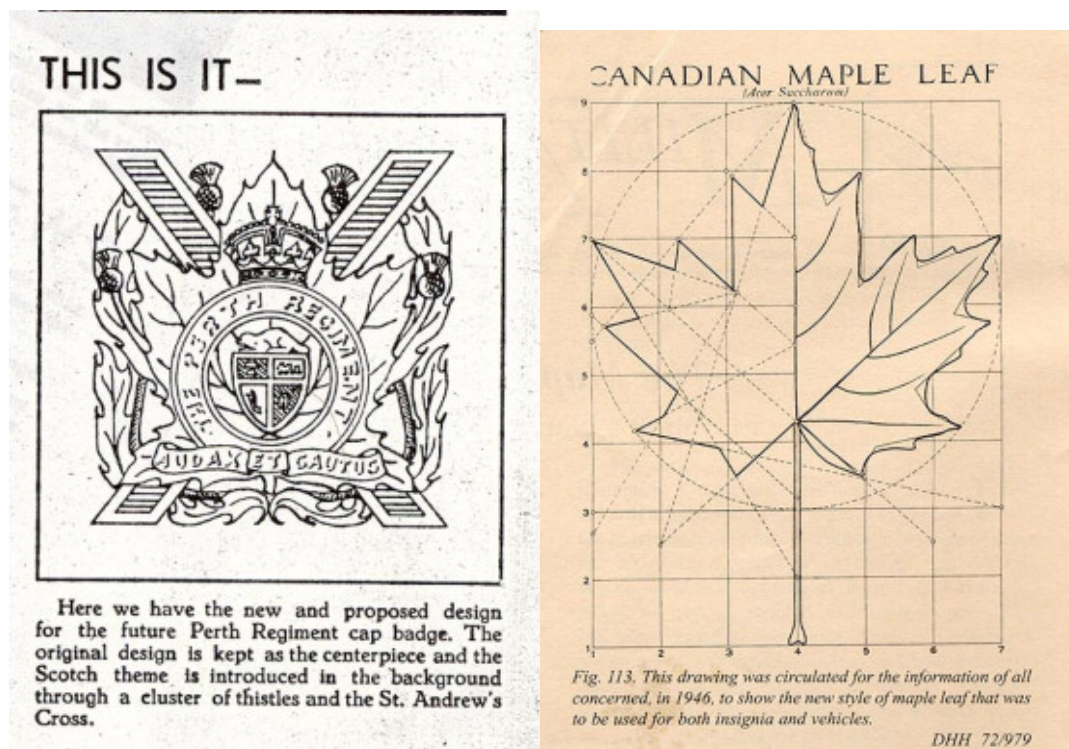 THIS IS IT—
THE PERTH REGIMENT
AUDAX ET CAUTUS
Here we have the new and proposed design
for the future Perth Regiment cap badge. The
original design is kept as the centerpiece and the
Scotch theme is introduced in the background
through a cluster of thistles and the St. Andrew's
Cross.
CANADIAN MAPLE LEAF
(Acer Saccharum)
9
8
7
6
5
4
3
2
1
1 2 3 4 5 6 7
Fig. 113. This drawing was circulated for the information of all
concerned, in 1946, to show the new style of maple leaf that was
to be used for both insignia and vehicles.
DHH 72/979